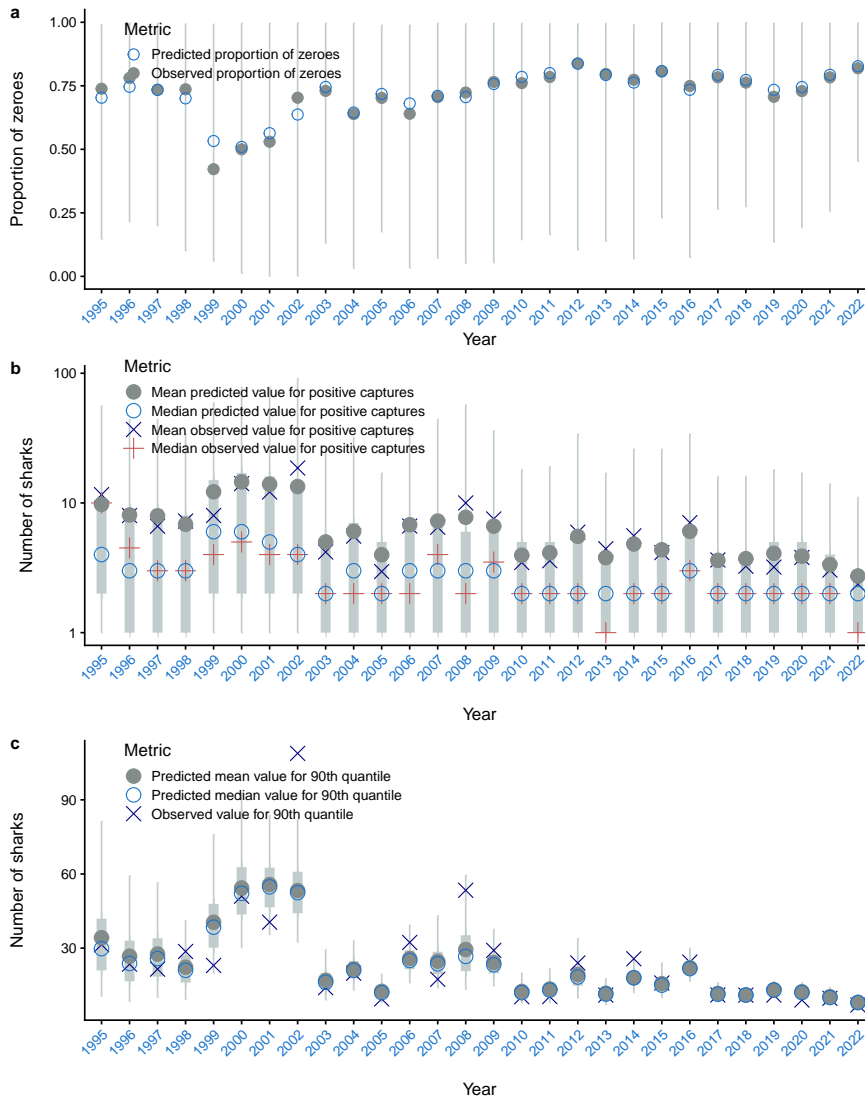 a
Metric
Predicted proportion of zeroes
Observed proportion of zeroes
Proportion of zeroes
1.00
0.75
0.50
0.25
0.00
1995 1996 1997 1998 1999 2000 2001 2002 2003 2004 2005 2006 2007 2008 2009 2010 2011 2012 2013 2014 2015 2016 2017 2018 2019 2020 2021 2022
Year
b
Metric
Mean predicted value for positive captures
Median predicted value for positive captures
Mean observed value for positive captures
Median observed value for positive captures
Number of sharks
100
10
1
1995 1996 1997 1998 1999 2000 2001 2002 2003 2004 2005 2006 2007 2008 2009 2010 2011 2012 2013 2014 2015 2016 2017 2018 2019 2020 2021 2022
Year
c
Metric
Predicted mean value for 90th quantile
Predicted median value for 90th quantile
Observed value for 90th quantile
Number of sharks
90
60
30
1995 1996 1997 1998 1999 2000 2001 2002 2003 2004 2005 2006 2007 2008 2009 2010 2011 2012 2013 2014 2015 2016 2017 2018 2019 2020 2021 2022
Year